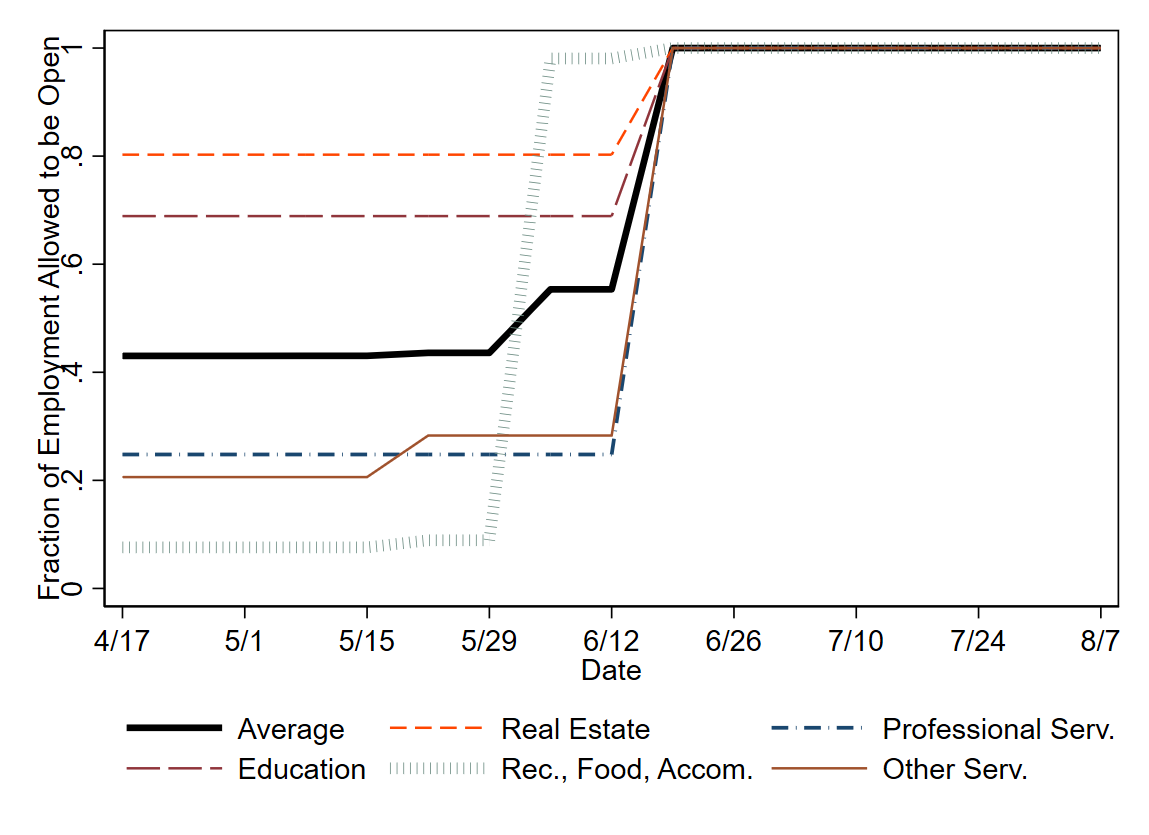 Fraction of Employment Allowed to be Open
1
.8
.6
.4
.2
0
4/17 5/1 5/15 5/29 6/12 6/26 7/10 7/24 8/7
Date
Average Real Estate Professional Serv.
Education Rec., Food, Accom. Other Serv.